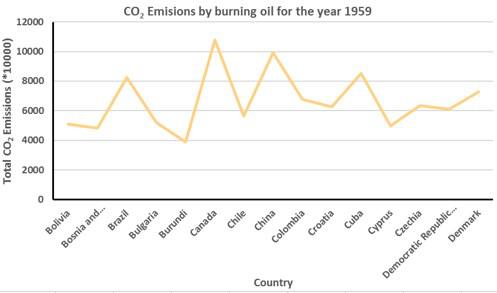 CO₂ Emisions by burning oil for the year 1959
Total CO₂ Emissions (*10000)
12000
10000
8000
6000
4000
2000
0
Bolivia
Bosnia and...
Brazil
Bulgaria
Burundi
Canada
Chile
China
Colombia
Croatia
Cuba
Cyprus
Czechia
Democratic Republic...
Denmark
Country